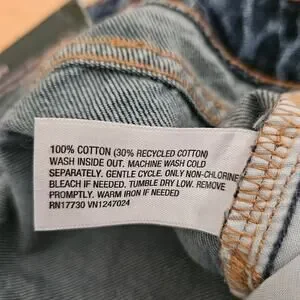 100% COTTON (30% RECYCLED COTTON)
WASH INSIDE OUT. MACHINE WASH COLD
SEPARATELY. GENTLE CYCLE. ONLY NON-CHLORINE
BLEACH IF NEEDED. TUMBLE DRY LOW. REMOVE
PROMPTLY. WARM IRON IF NEEDED
RN17730 VN1247024